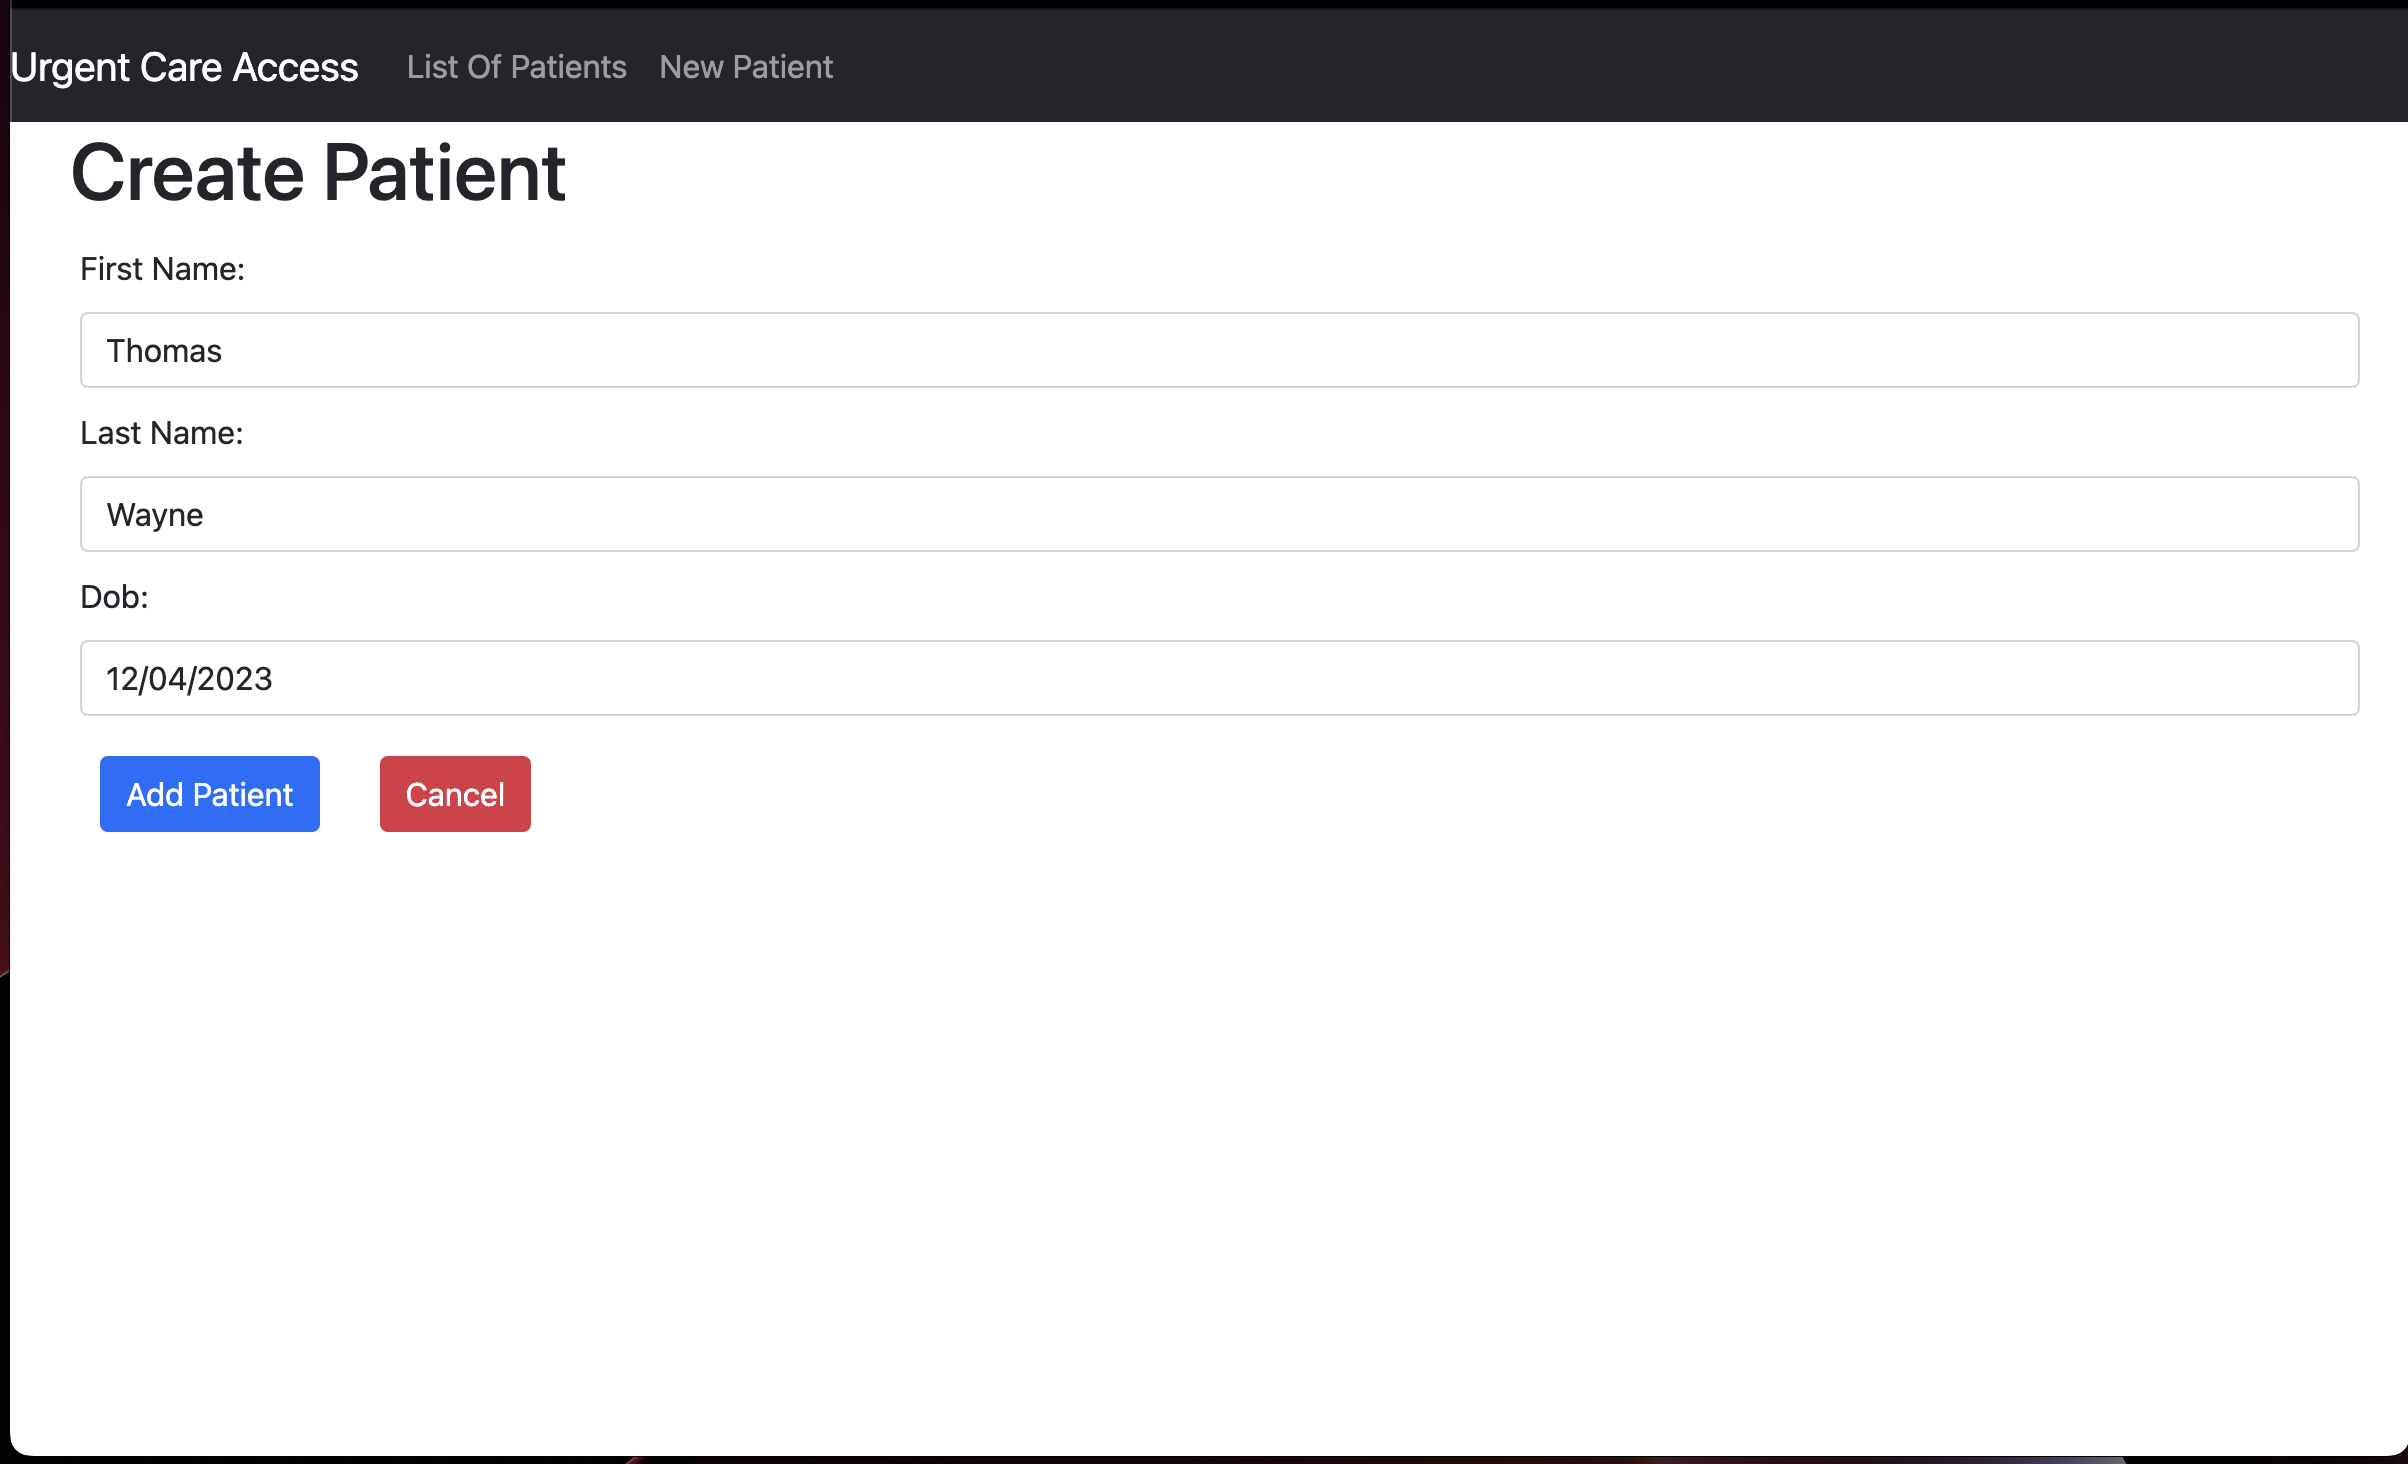 Urgent Care Access List Of Patients New Patient
Create Patient
First Name:
Thomas
Last Name:
Wayne
Dob:
12/04/2023
Add Patient Cancel